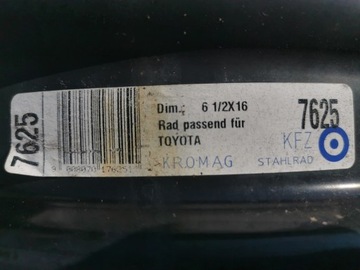 7625
Dim.: 6 1/2X16
Rad passend für
TOYOTA
7625
KFZ
KROMAG STAHLRAD